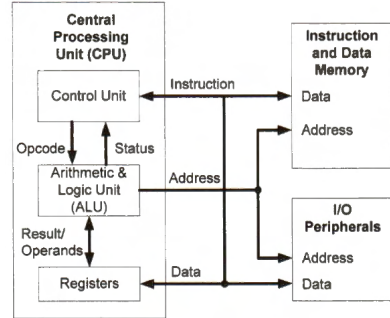 Central
Processing
Unit (CPU)
Control Unit
Opcode
Status
Arithmetic &
Logic Unit
(ALU)
Result/
Operands
Registers
Instruction
Address
Data
Instruction
and Data
Memory
Data
Address
I/O
Peripherals
Address
Data